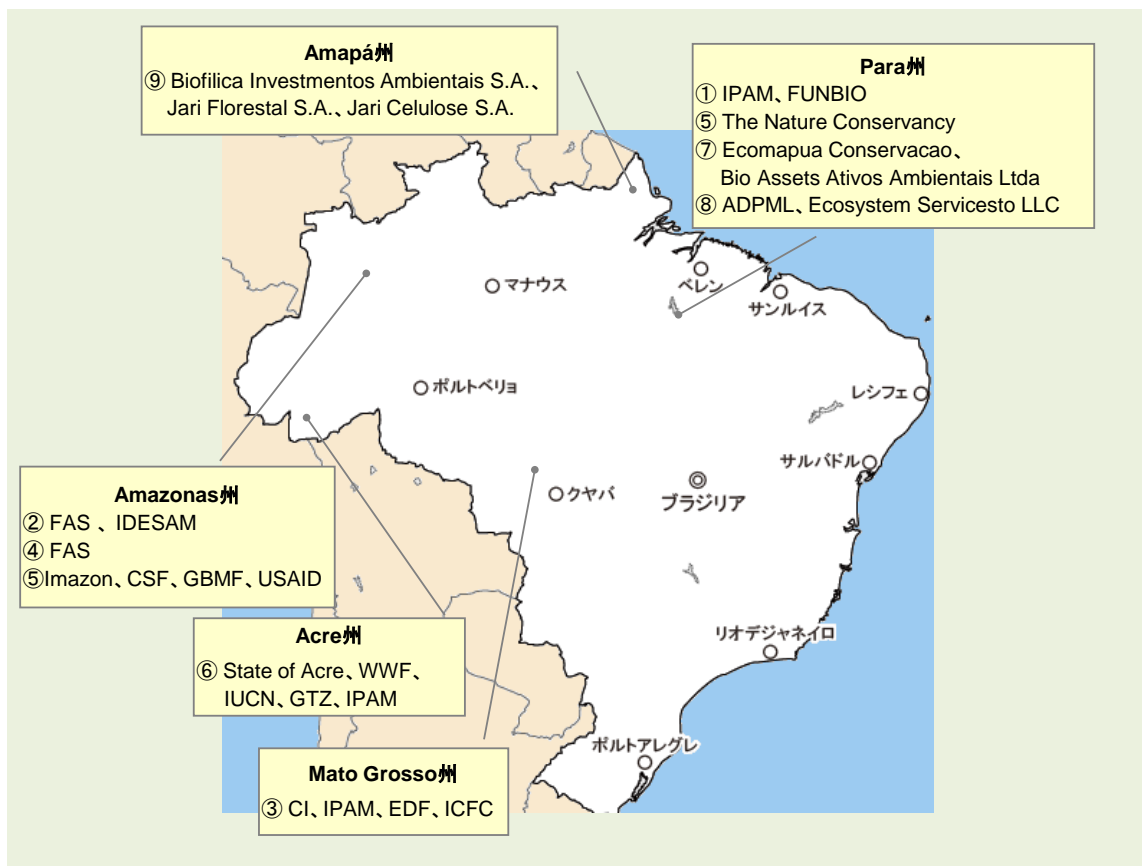 Amapá州
⑨ Biofilica Investmentos Ambientais S.A.、
Jari Florestal S.A.、Jari Celulose S.A.
Para州
① IPAM、FUNBIO
⑤ The Nature Conservancy
⑦ Ecomapua Conservacao、
Bio Assets Ativos Ambientais Ltda
⑧ ADPML、Ecosystem Servicesto LLC
マナウス
ベレン
サンルイス
ポルトベリョ
レシフェ
サルバドル
クヤバ
ブラジリア
Amazonas州
② FAS 、IDESAM
④ FAS
⑤Imazon、CSF、GBMF、USAID
Acre州
⑥ State of Acre、WWF、
IUCN、GTZ、IPAM
リオデジャネイロ
ポルトアレグレ
Mato Grosso州
③ CI、IPAM、EDF、ICFC